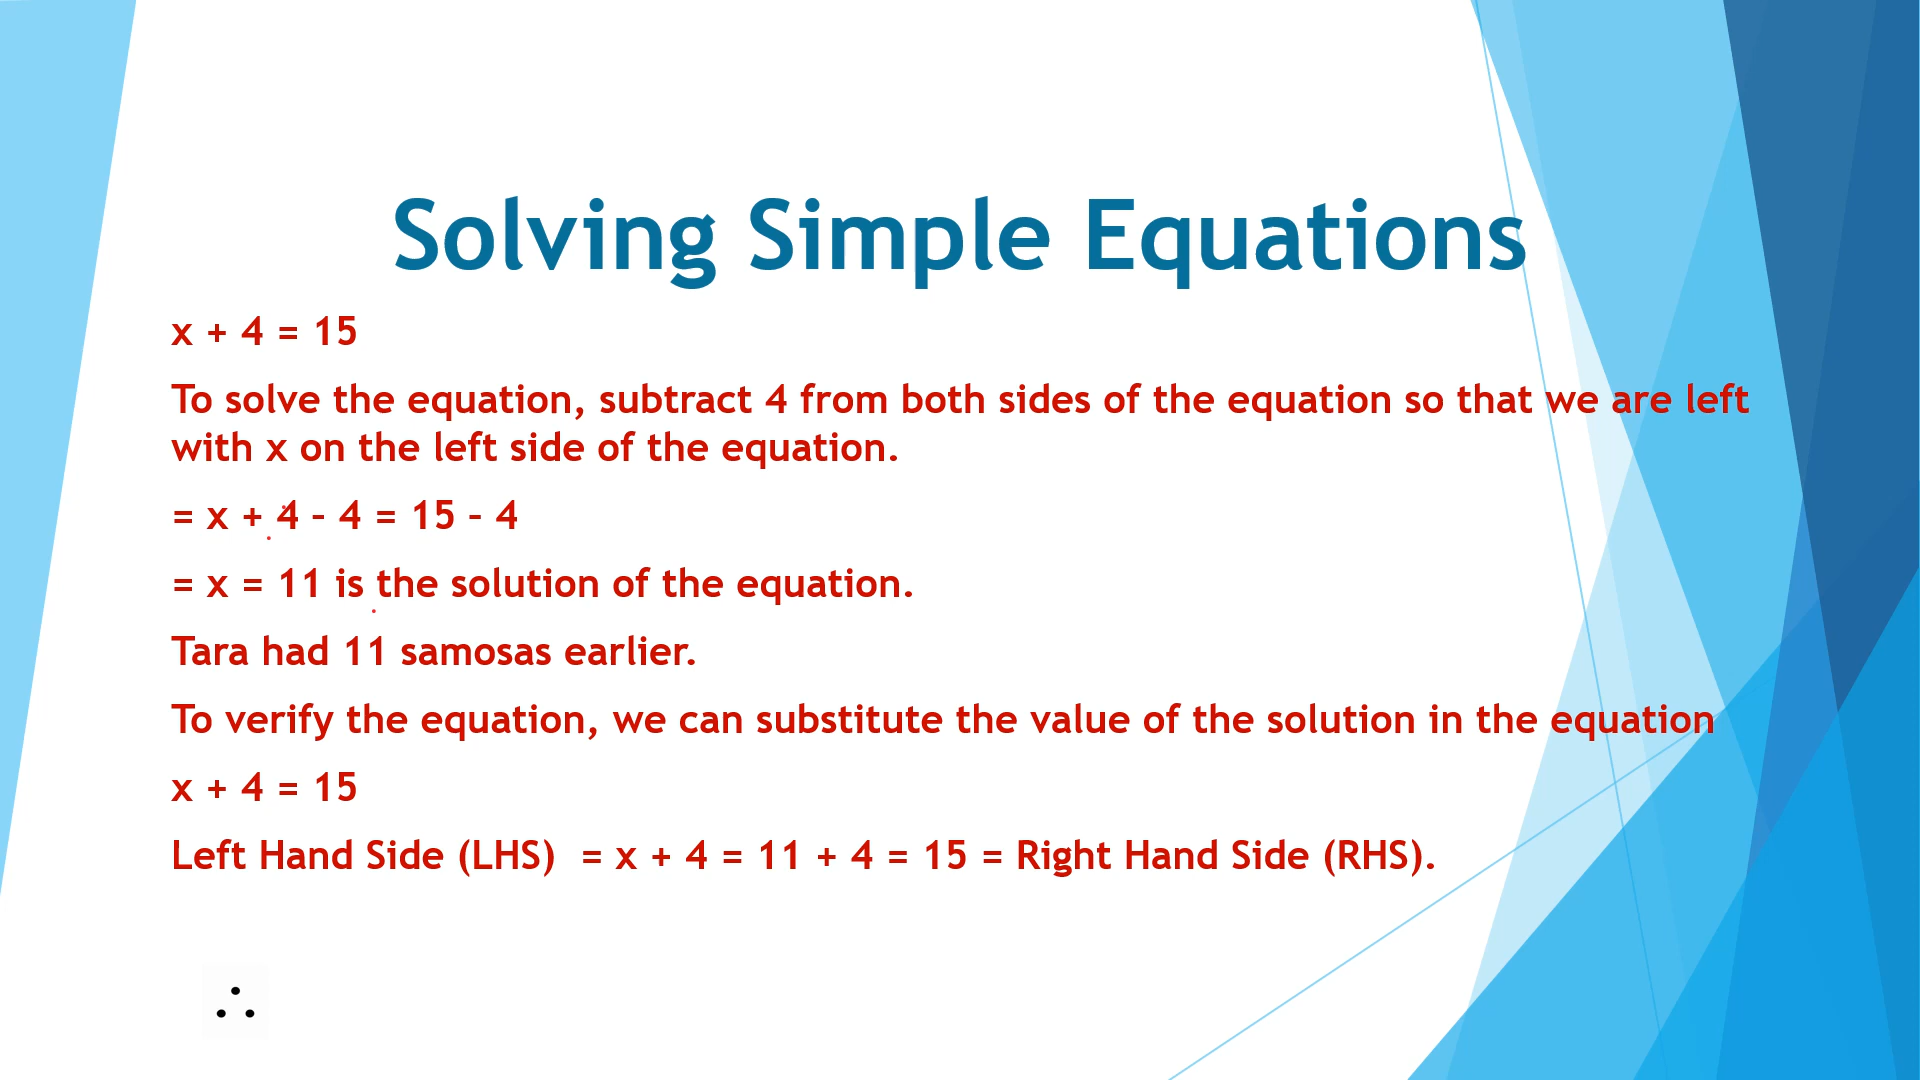 Solving Simple Equations
x + 4 = 15
To solve the equation, subtract 4 from both sides of the equation so that we are left
with x on the left side of the equation.
= x + 4 – 4 = 15 – 4
= x = 11 is the solution of the equation.
Tara had 11 samosas earlier.
To verify the equation, we can substitute the value of the solution in the equation
x + 4 = 15
Left Hand Side (LHS)  = x + 4 = 11 + 4 = 15 = Right Hand Side (RHS).
∴